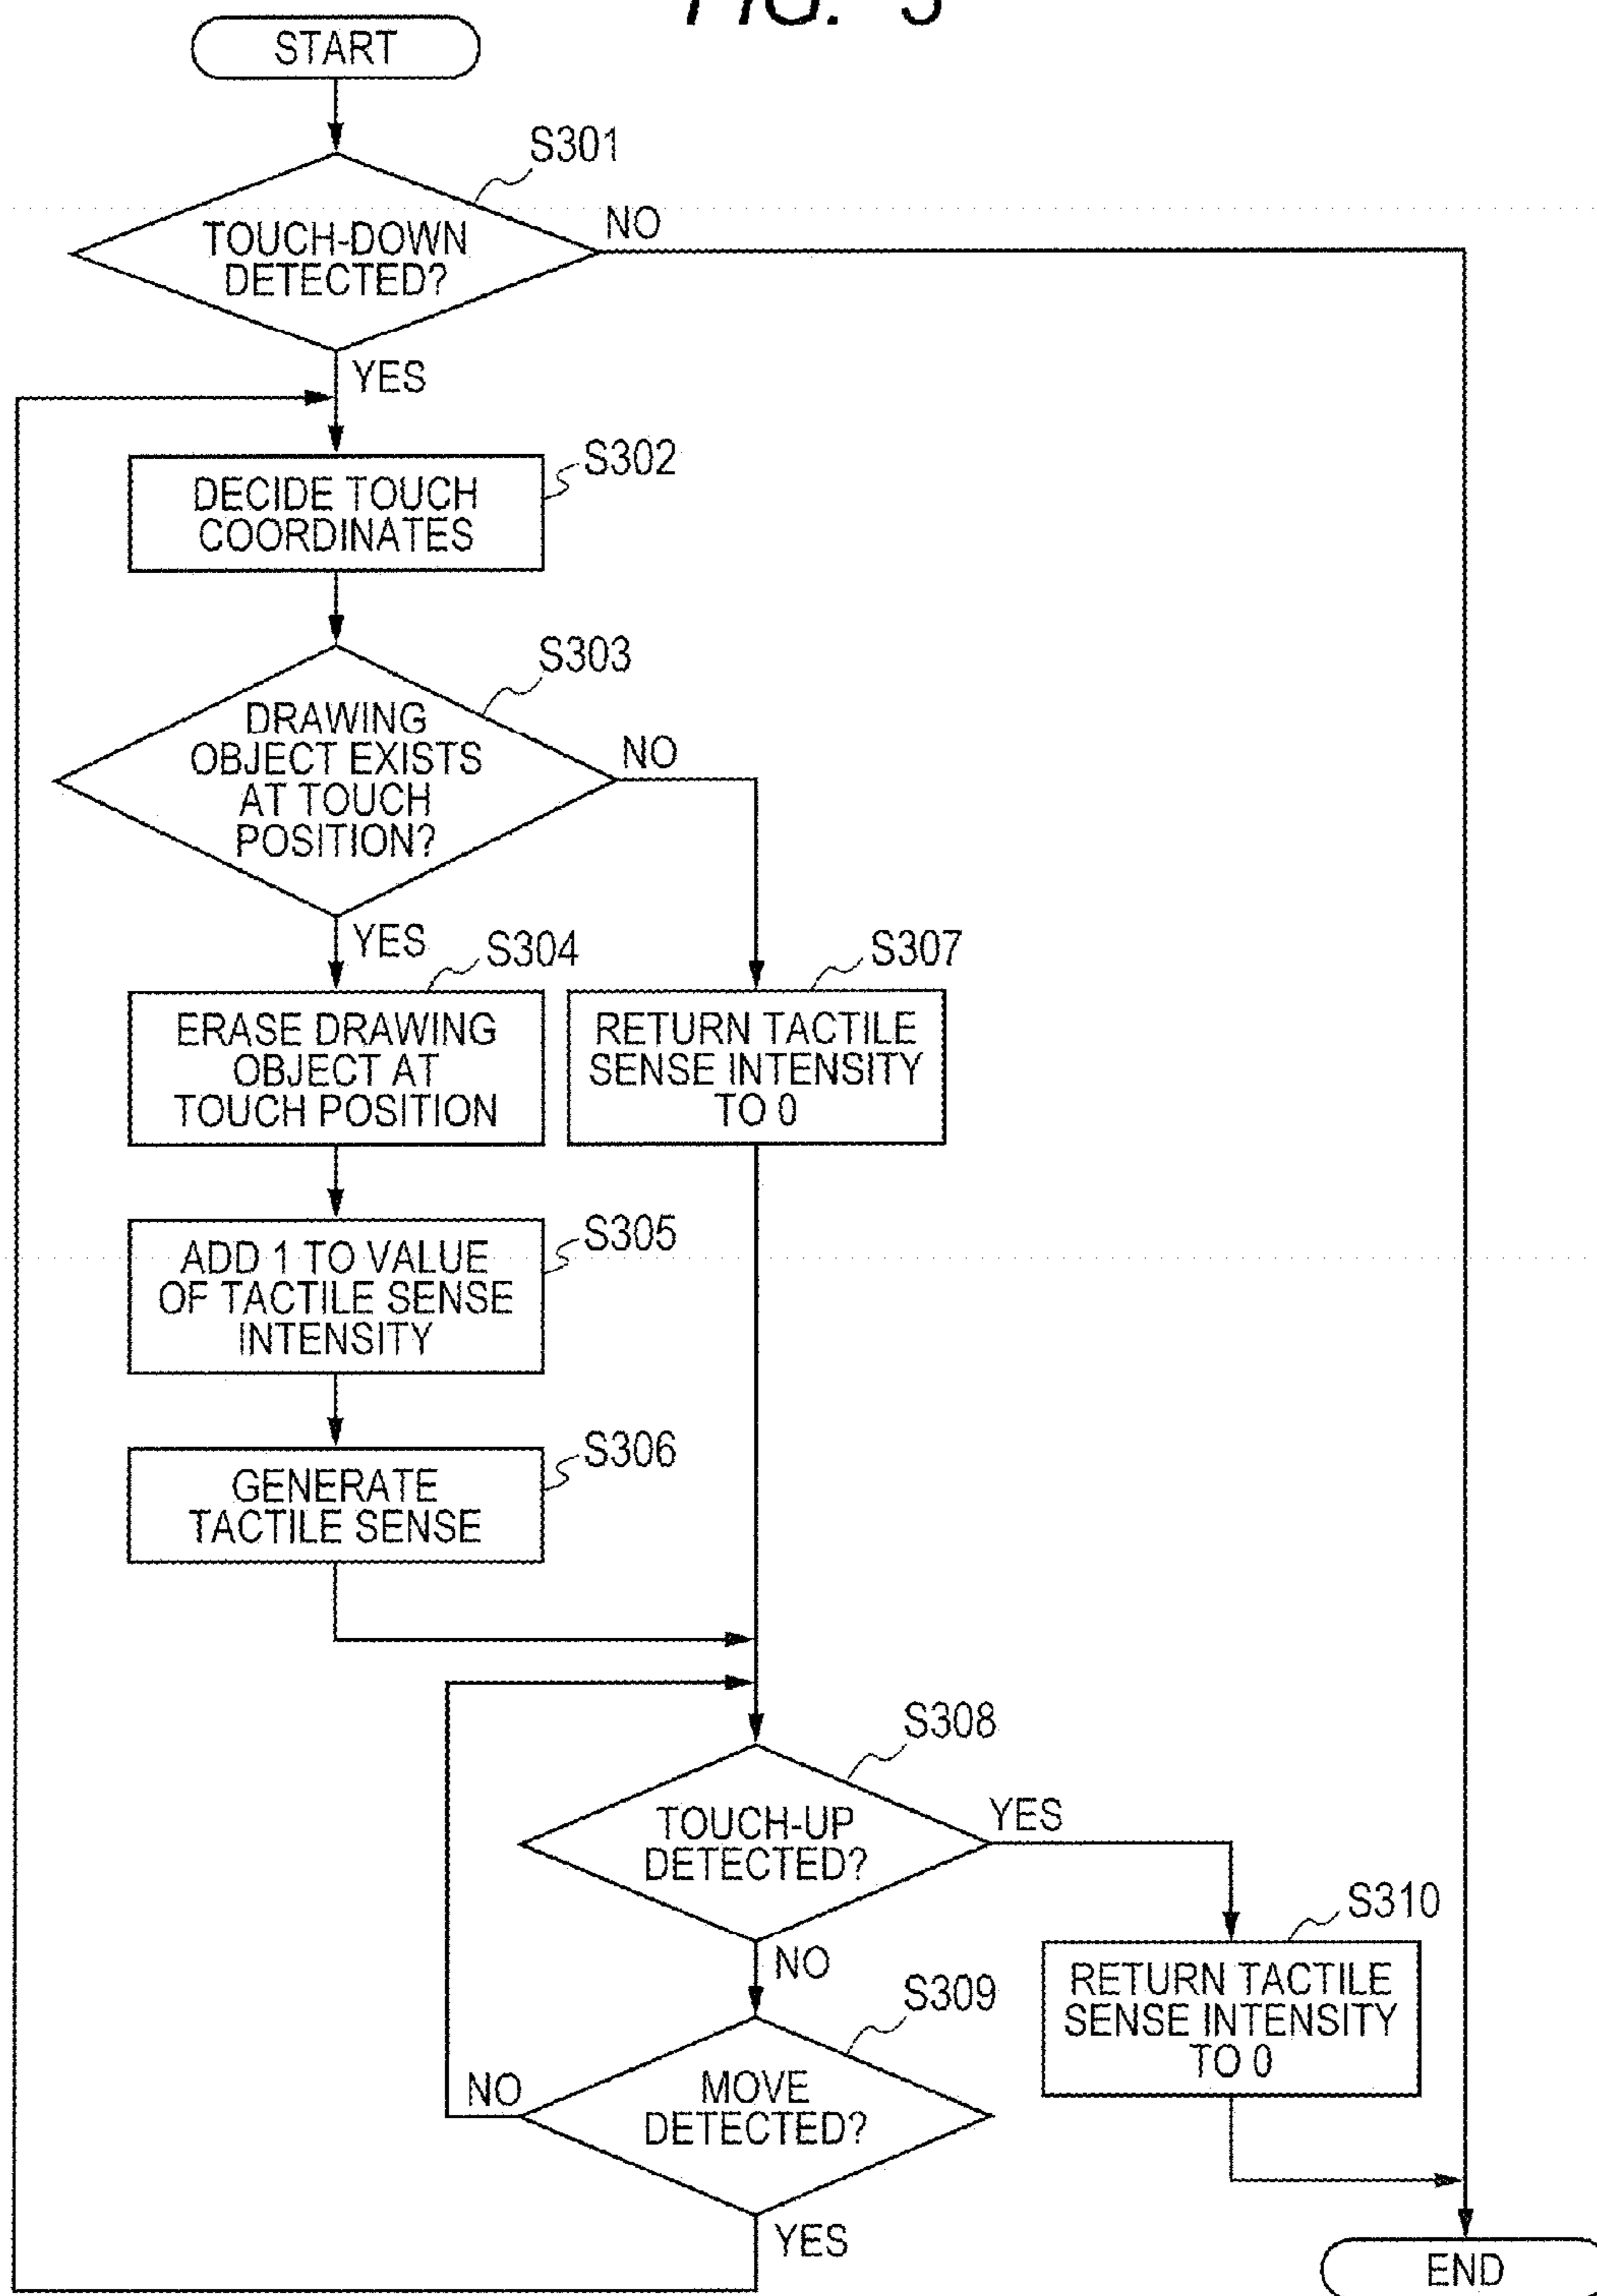 FIG. 3
START
S301
TOUCH-DOWN
DETECTED?
NO
YES
S302
DECIDE TOUCH
COORDINATES
S303
DRAWING
OBJECT EXISTS
AT TOUCH
POSITION?
NO
YES
S304
ERASE DRAWING
OBJECT AT
TOUCH POSITION
S307
RETURN TACTILE
SENSE INTENSITY
TO 0
S305
ADD 1 TO VALUE
OF TACTILE SENSE
INTENSITY
S306
GENERATE
TACTILE SENSE
S308
TOUCH-UP
DETECTED?
YES
NO
S310
RETURN TACTILE
SENSE INTENSITY
TO 0
S309
MOVE
DETECTED?
NO
YES
END